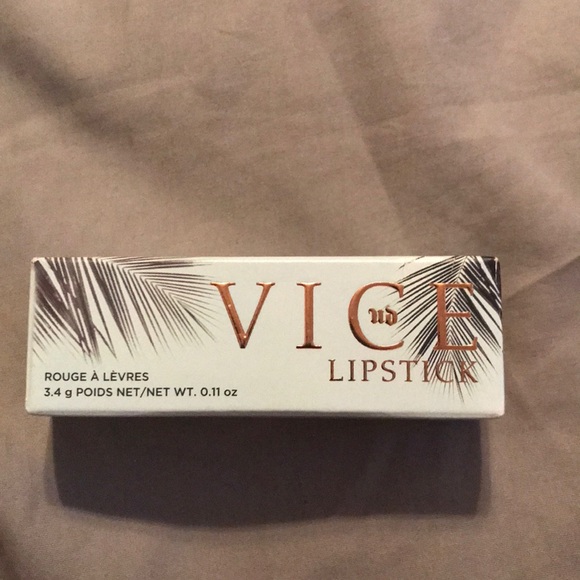 VICE
ud
LIPSTICK
ROUGE À LÈVRES
3.4 g POIDS NET/NET WT. 0.11 oz